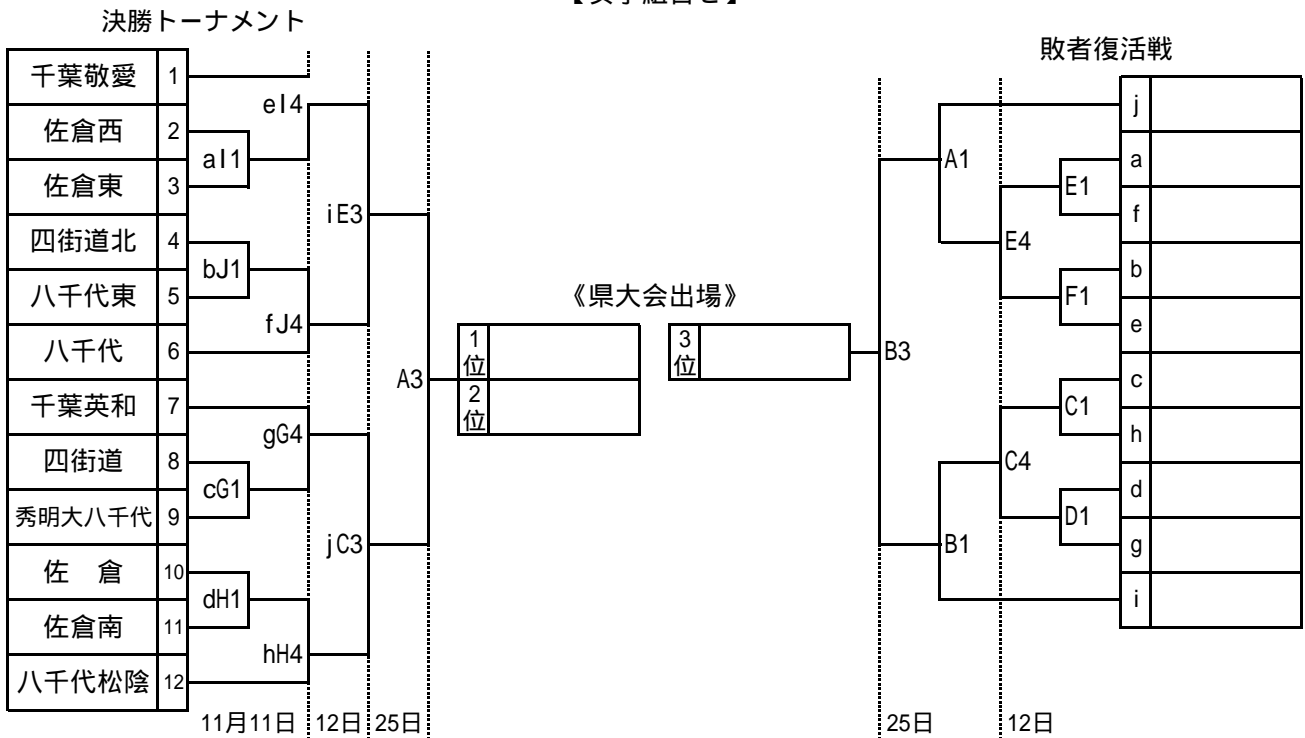 決勝トーナメント
敗者復活戦
千葉敬愛 1
佐倉西 2
佐倉東 3
四街道北 4
八千代東 5
八千代 6
千葉英和 7
四街道 8
秀明大八千代 9
佐 倉 10
佐倉南 11
八千代松陰 12
eI4
aI1
bJ1
fJ4
gG4
cG1
dH1
hH4
iE3
jC3
A3
《県大会出場》
1位
2位
3位
B3
A1
B1
E4
C4
E1
F1
C1
D1
j
a
f
b
e
c
h
d
g
i
11月11日 12日 25日
25日 12日